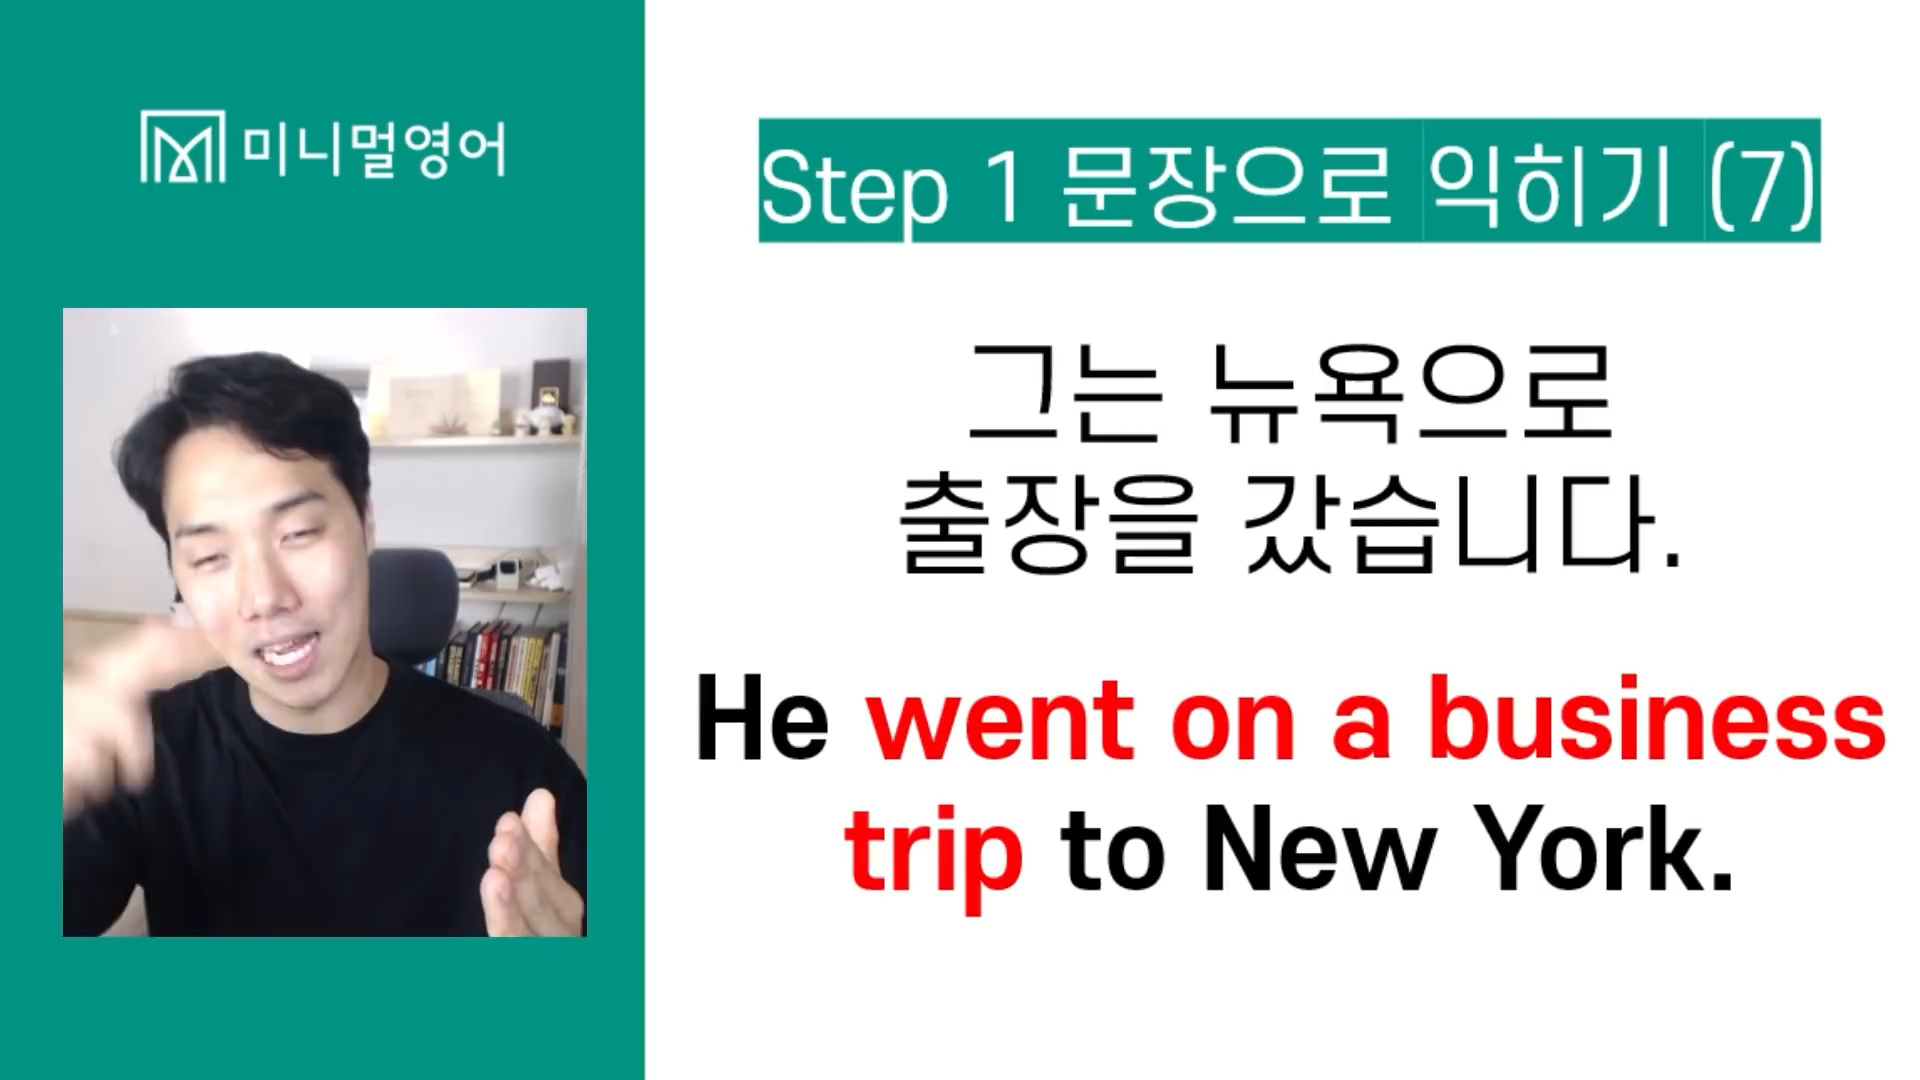 미니멀영어
Step 1 문장으로 익히기 (7)
그는 뉴욕으로
출장을 갔습니다.
He went on a business
trip to New York.